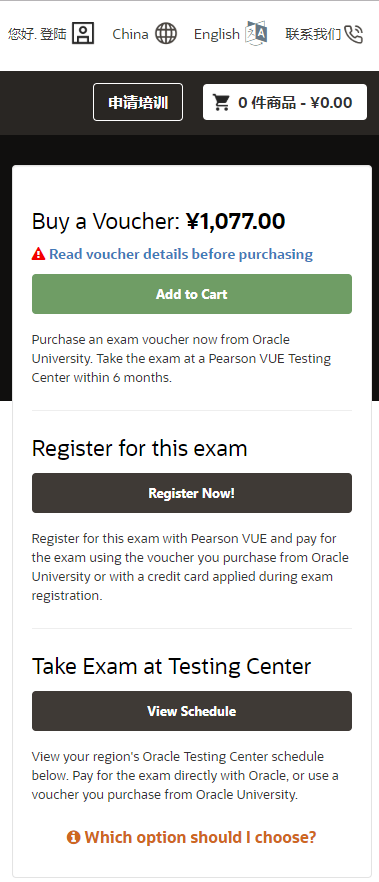 您好. 登陆 China English 联系我们
申请培训 0 件商品 - ¥0.00
Buy a Voucher: ¥1,077.00
Read voucher details before purchasing
Add to Cart
Purchase an exam voucher now from Oracle
University. Take the exam at a Pearson VUE Testing
Center within 6 months.
Register for this exam
Register Now!
Register for this exam with Pearson VUE and pay for
the exam using the voucher you purchase from Oracle
University or with a credit card applied during exam
registration.
Take Exam at Testing Center
View Schedule
View your region's Oracle Testing Center schedule
below. Pay for the exam directly with Oracle, or use a
voucher you purchase from Oracle University.
Which option should I choose?